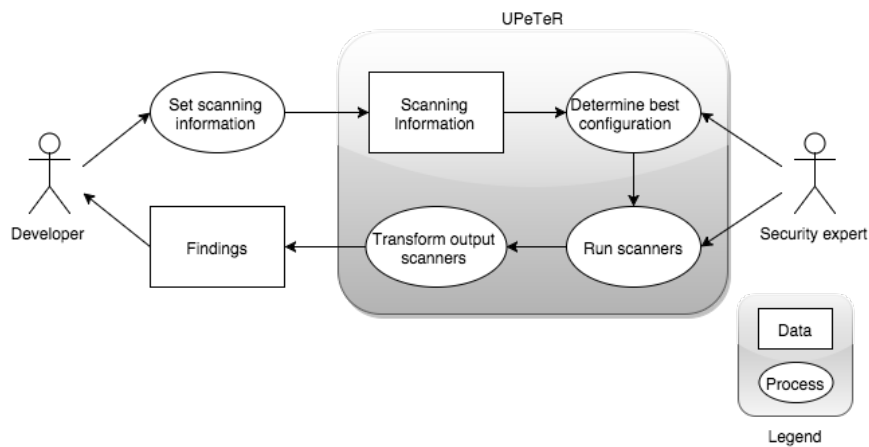 UPeTeR
Set scanning
information
Scanning
Information
Determine best
configuration
Developer
Findings
Transform output
scanners
Run scanners
Security expert
Data
Process
Legend